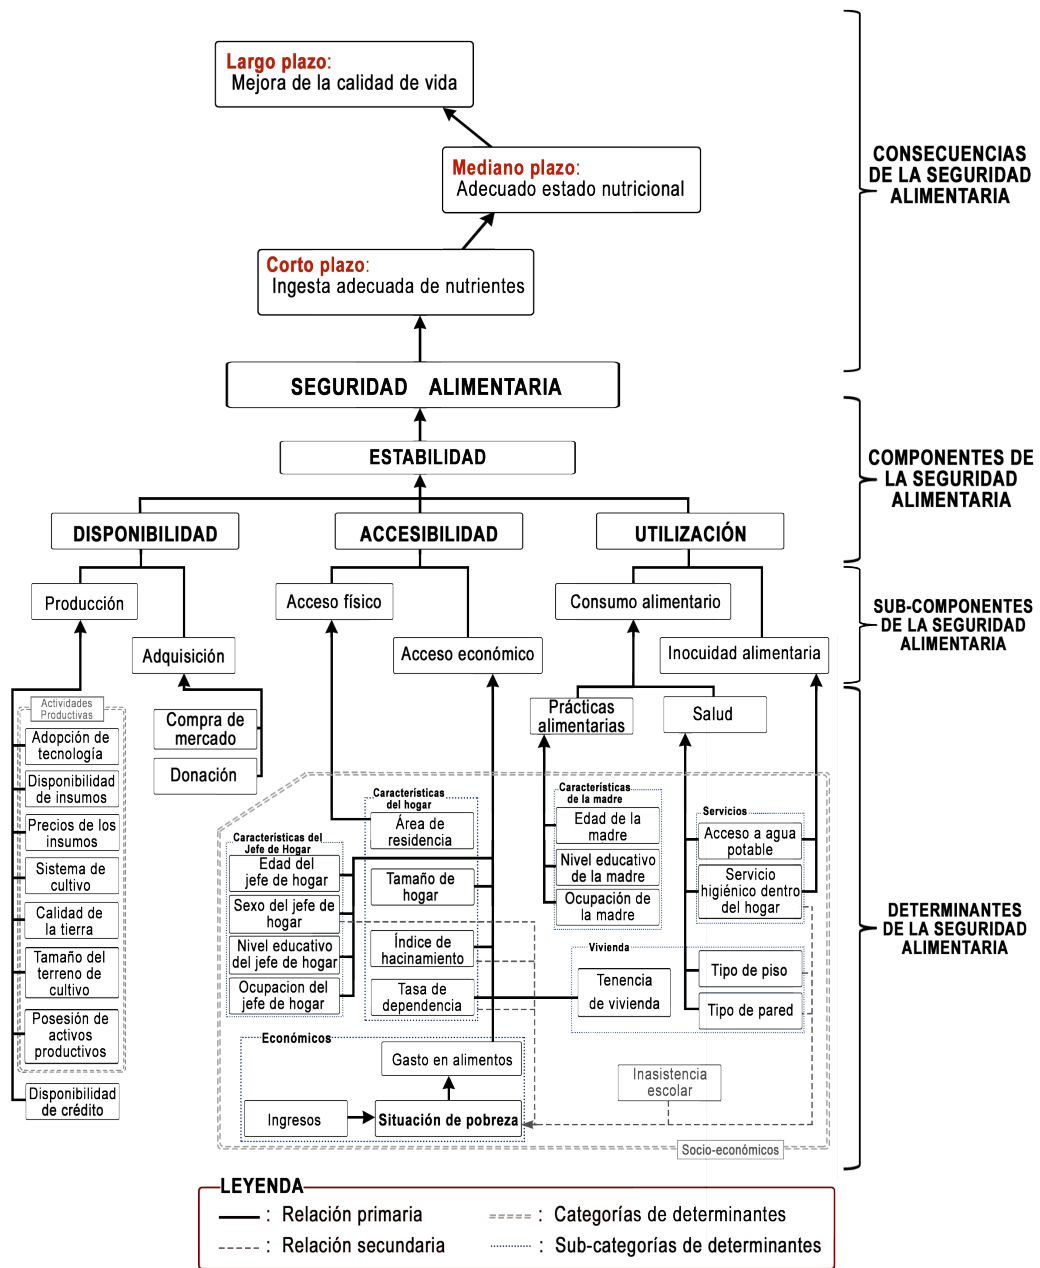 Largo plazo:
Mejora de la calidad de vida
Mediano plazo:
Adecuado estado nutricional
Corto plazo:
Ingesta adecuada de nutrientes
CONSECUENCIAS
DE LA SEGURIDAD
ALIMENTARIA
SEGURIDAD ALIMENTARIA
ESTABILIDAD
DISPONIBILIDAD
ACCESIBILIDAD
UTILIZACIÓN
COMPONENTES DE
LA SEGURIDAD
ALIMENTARIA
Producción
Adquisición
Acceso físico
Acceso económico
Consumo alimentario
Inocuidad alimentaria
SUB-COMPONENTES
DE LA SEGURIDAD
ALIMENTARIA
Actividades
Productivas
Adopción de
tecnología
Disponibilidad
de insumos
Precios de los
insumos
Sistema de
cultivo
Calidad de
la tierra
Tamaño del
terreno de
cultivo
Posesión de
activos
productivos
Disponibilidad
de crédito
Compra de
mercado
Donación
Prácticas
alimentarias
Salud
Características del
Jefe de Hogar
Edad del
jefe de hogar
Sexo del jefe de
hogar
Nivel educativo
del jefe de hogar
Ocupacion del
jefe de hogar
Características
del hogar
Área de
residencia
Tamaño de
hogar
Índice de
hacinamiento
Tasa de
dependencia
Características
de la madre
Edad de la
madre
Nivel educativo
de la madre
Ocupación de
la madre
Servicios
Acceso a agua
potable
Servicio
higiénico dentro
del hogar
Vivienda
Tenencia
de vivienda
Tipo de piso
Tipo de pared
Económicos
Gasto en alimentos
Ingresos
Situación de pobreza
Inasistencia
escolar
Socio-económicos
DETERMINANTES
DE LA SEGURIDAD
ALIMENTARIA
LEYENDA
: Relación primaria
: Categorías de determinantes
: Relación secundaria
: Sub-categorías de determinantes